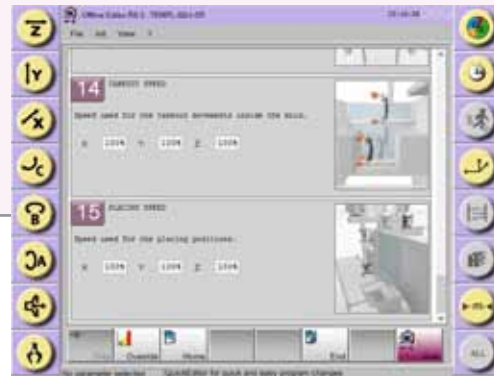 Z
Y
X
C
B
A
File Edit View ?
14
TAKEOUT SPEED
Speed used for the takeout movements inside the mold.
X 100% Y 100% Z 100%
15
PLACING SPEED
Speed used for the placing positions.
X 100% Y 100% Z 100%
Override Home End
No parameter selected QuickEditor for quick and easy program changes
ALL